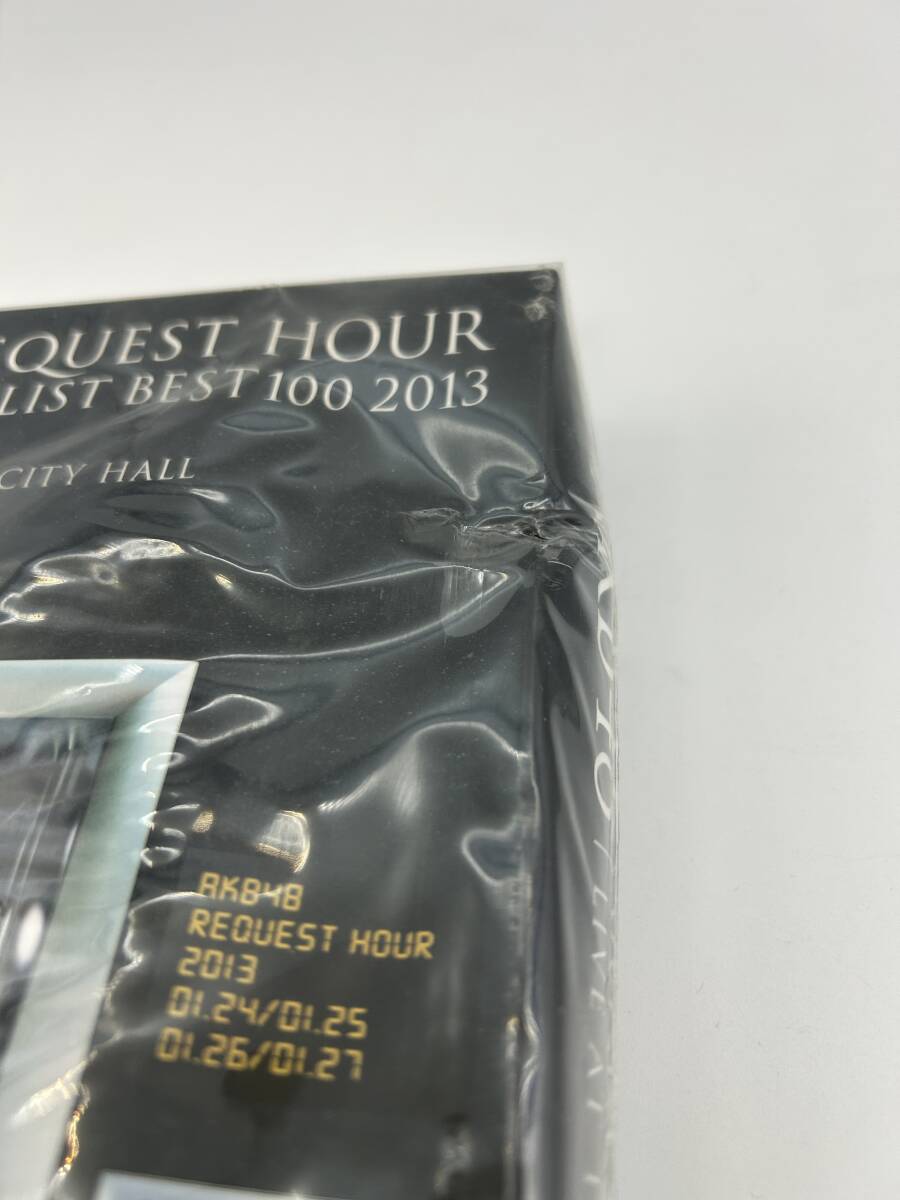 EQUEST HOUR
LIST BEST 100 2013
CITY HALL
AKB48
REQUEST HOUR
2013
01.24/01.25
01.26/01.27